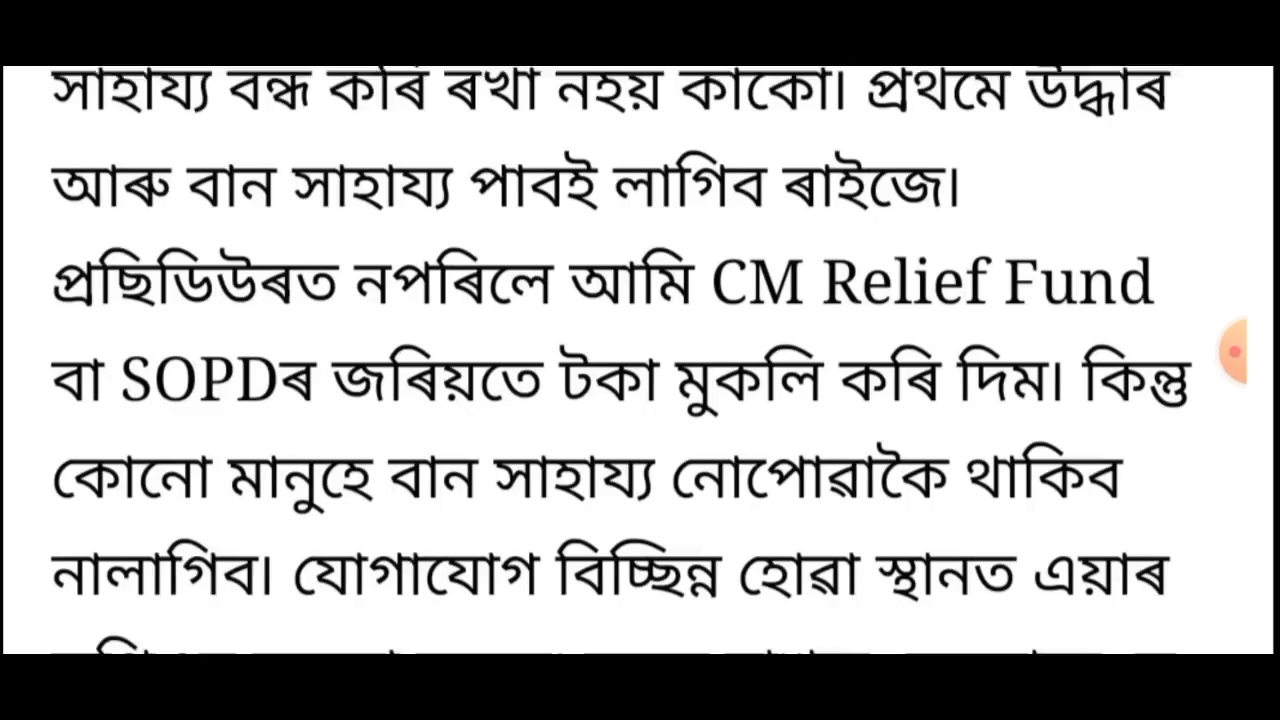 সাহায্য বন্ধ কৰি ৰখা নহয় কাকো। প্ৰথমে উদ্ধাৰ
আৰু বান সাহায্য পাবই লাগিব ৰাইজে।
প্ৰছিডিউৰত নপৰিলে আমি CM Relief Fund
বা SOPDৰ জৰিয়তে টকা মুকলি কৰি দিম। কিন্তু
কোনো মানুহে বান সাহায্য নোপোৱাকৈ থাকিব
নালাগিব। যোগাযোগ বিচ্ছিন্ন হোৱা স্থানত এয়াৰ